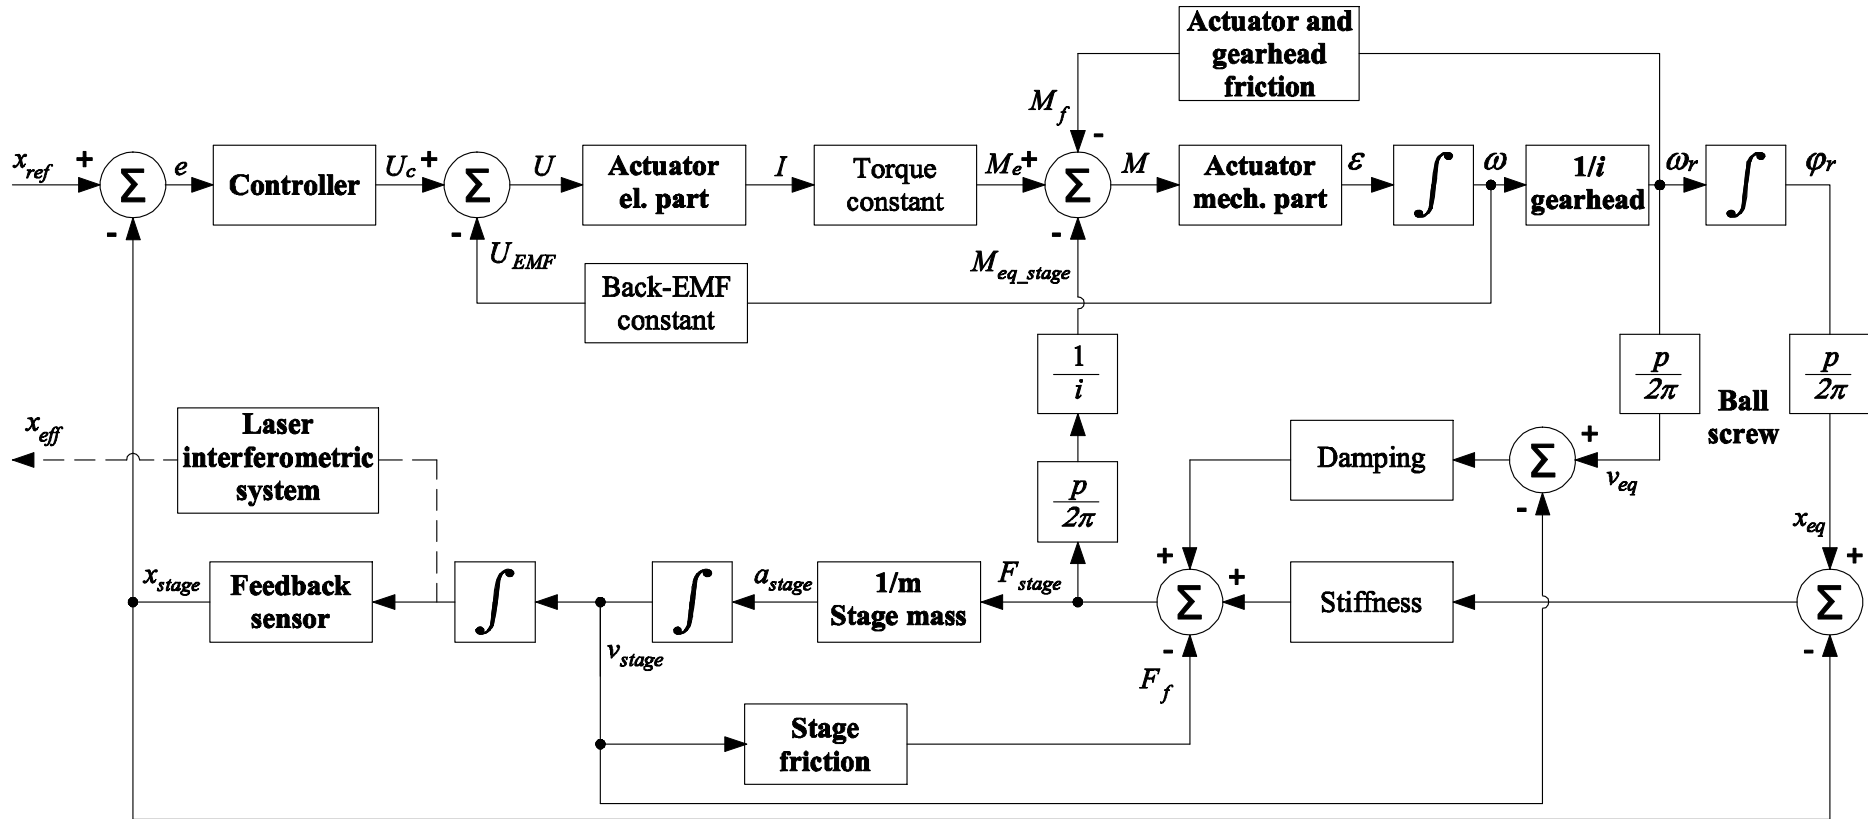 Actuator and
gearhead
friction
M_f
-
x_ref
+
Σ
e
Controller
U_c
+
Σ
U
Actuator
el. part
I
Torque
constant
M_e
+
Σ
M
Actuator
mech. part
ε
∫
ω
1/i
gearhead
ω_r
∫
φ_r
-
-
U_EMF
-
M_eq_stage
Back-EMF
constant
1
i
p
2π
Ball
screw
p
2π
x_eff
Laser
interferometric
system
p
2π
Damping
Σ
+
v_eq
-
x_eq
x_stage
Feedback
sensor
∫
∫
a_stage
1/m
Stage mass
F_stage
+
Σ
+
Stiffness
+
Σ
v_stage
-
F_f
-
Stage
friction